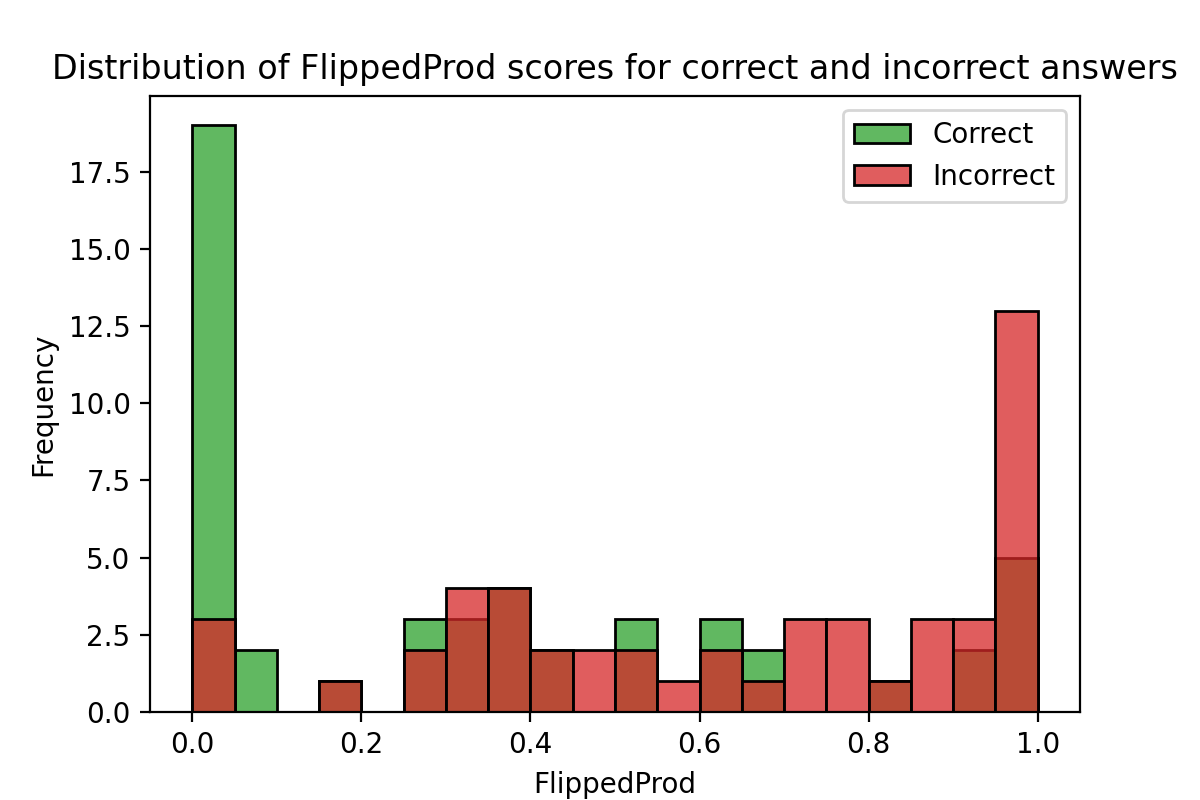 Distribution of FlippedProd scores for correct and incorrect answers
Correct
Incorrect
17.5
15.0
12.5
10.0
7.5
5.0
2.5
0.0
Frequency
0.0 0.2 0.4 0.6 0.8 1.0
FlippedProd